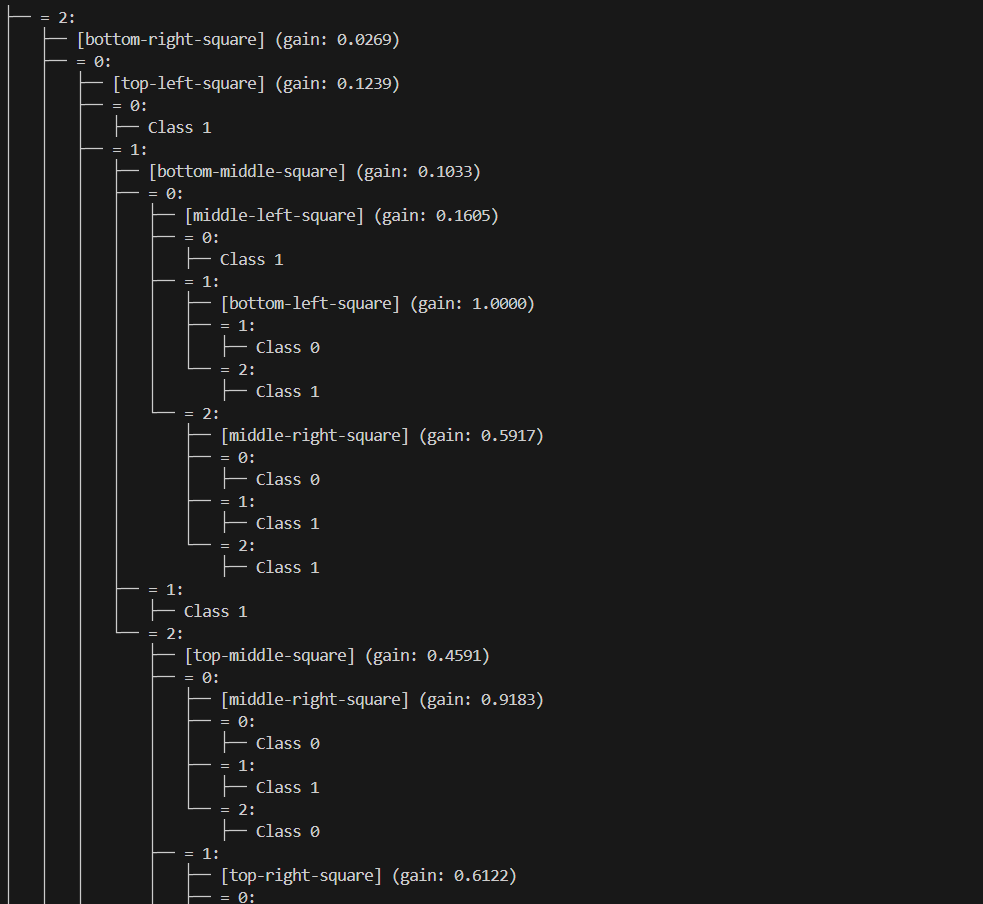 ├── = 2:
│   ├── [bottom-right-square] (gain: 0.0269)
│   ├── = 0:
│   │   ├── [top-left-square] (gain: 0.1239)
│   │   ├── = 0:
│   │   │   ├── Class 1
│   │   ├── = 1:
│   │   │   ├── [bottom-middle-square] (gain: 0.1033)
│   │   │   ├── = 0:
│   │   │   │   ├── [middle-left-square] (gain: 0.1605)
│   │   │   │   ├── = 0:
│   │   │   │   │   ├── Class 1
│   │   │   │   ├── = 1:
│   │   │   │   │   ├── [bottom-left-square] (gain: 1.0000)
│   │   │   │   │   ├── = 1:
│   │   │   │   │   │   ├── Class 0
│   │   │   │   │   └── = 2:
│   │   │   │   │       ├── Class 1
│   │   │   │   └── = 2:
│   │   │   │       ├── [middle-right-square] (gain: 0.5917)
│   │   │   │       ├── = 0:
│   │   │   │       │   ├── Class 0
│   │   │   │       ├── = 1:
│   │   │   │       │   ├── Class 1
│   │   │   │       └── = 2:
│   │   │   │           ├── Class 1
│   │   │   ├── = 1:
│   │   │   │   ├── Class 1
│   │   │   └── = 2:
│   │   │       ├── [top-middle-square] (gain: 0.4591)
│   │   │       ├── = 0:
│   │   │       │   ├── [middle-right-square] (gain: 0.9183)
│   │   │       │   ├── = 0:
│   │   │       │   │   ├── Class 0
│   │   │       │   ├── = 1:
│   │   │       │   │   ├── Class 1
│   │   │       │   └── = 2:
│   │   │       │       ├── Class 0
│   │   │       ├── = 1:
│   │   │       │   ├── [top-right-square] (gain: 0.6122)
│   │   │       │   ├── = 0: